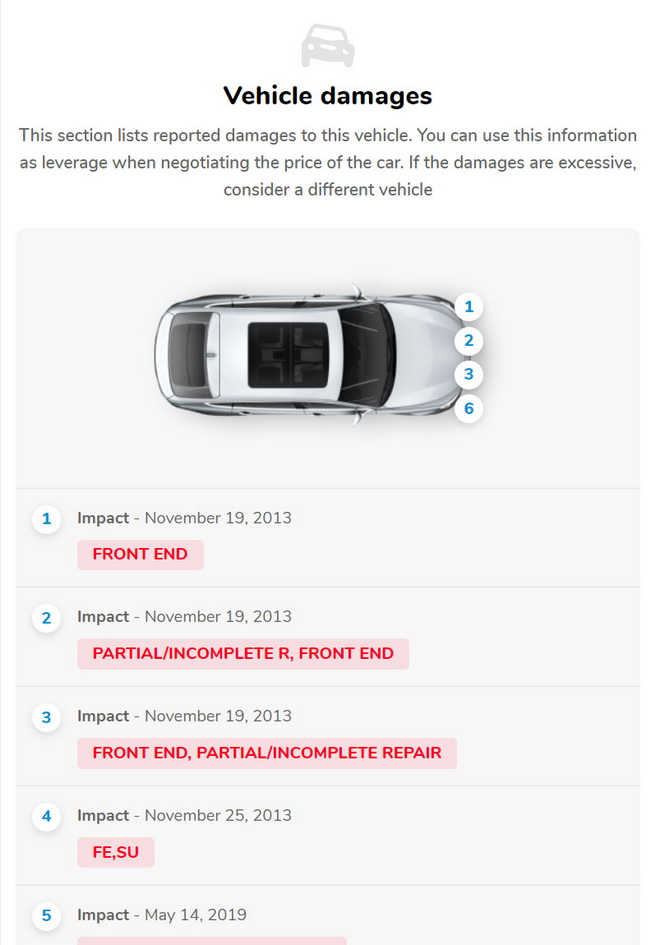 Vehicle damages
This section lists reported damages to this vehicle. You can use this information
as leverage when negotiating the price of the car. If the damages are excessive,
consider a different vehicle
1
2
3
6
1 Impact - November 19, 2013
FRONT END
2 Impact - November 19, 2013
PARTIAL/INCOMPLETE R, FRONT END
3 Impact - November 19, 2013
FRONT END, PARTIAL/INCOMPLETE REPAIR
4 Impact - November 25, 2013
FE,SU
5 Impact - May 14, 2019